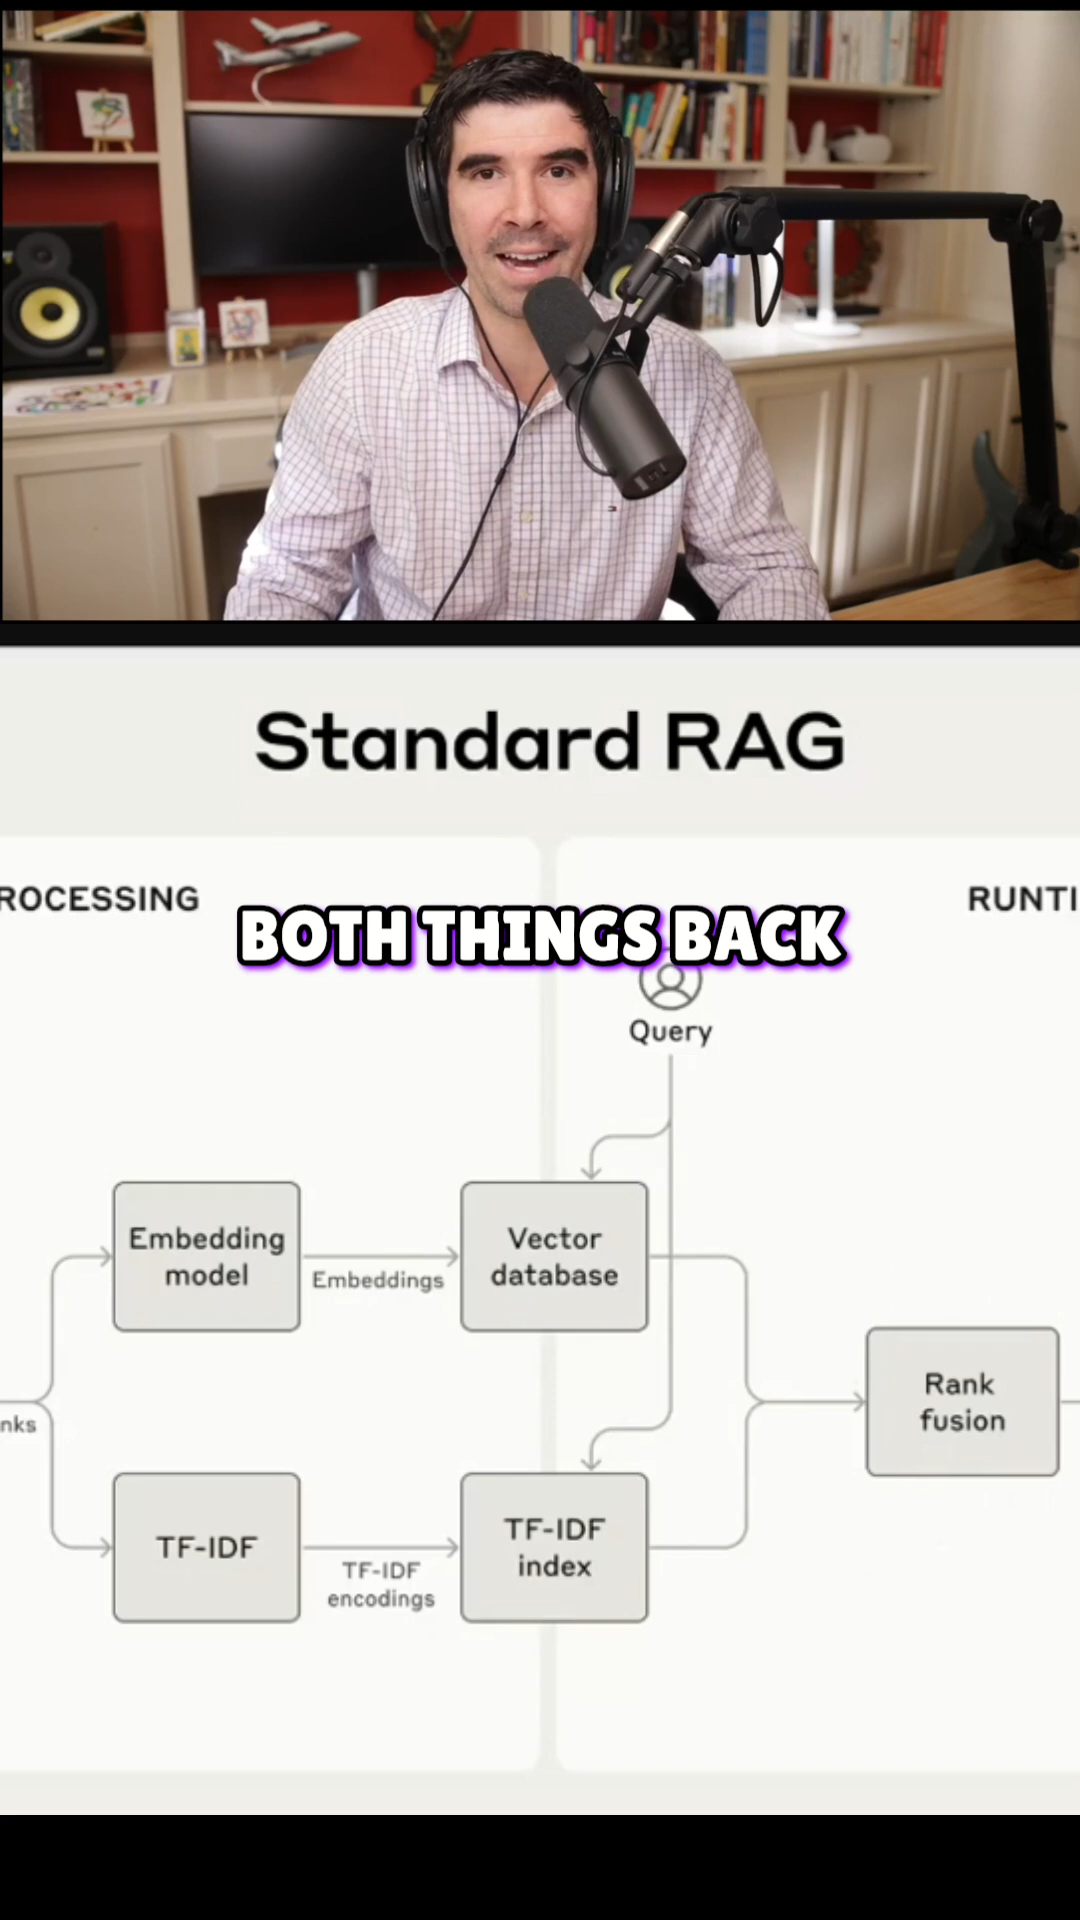 Standard RAG
ROCESSING
RUNTI
BOTH THINGS BACK
Query
Embedding
model
Embeddings
Vector
database
Rank
fusion
nks
TF-IDF
TF-IDF
encodings
TF-IDF
index